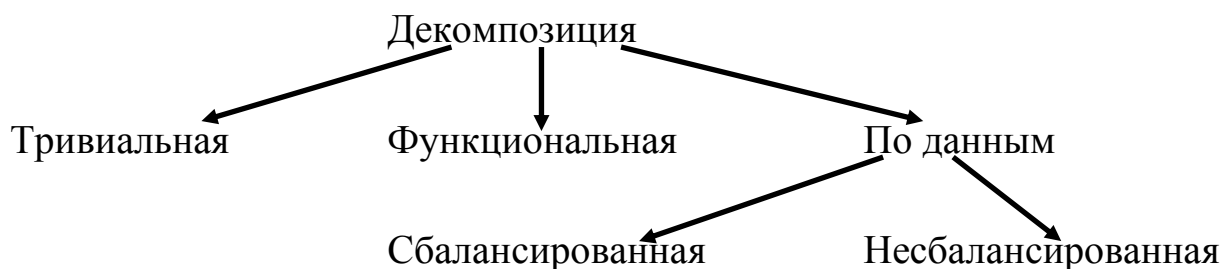 Декомпозиция
Тривиальная Функциональная По данным
Сбалансированная Несбалансированная